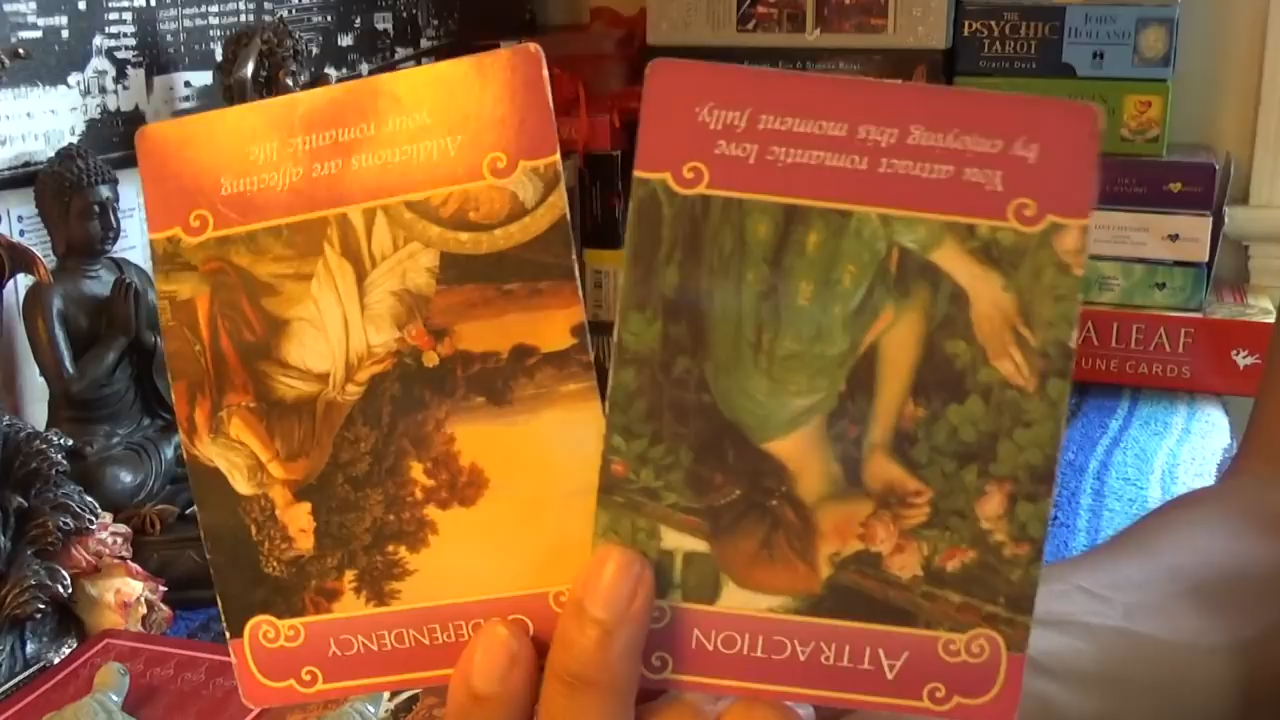 Addictions are affecting
your romantic life.
CODEPENDENCY
You attract romantic love
by enjoying this moment fully.
ATTRACTION
THE
PSYCHIC
TAROT
Oracle Deck
JOHN
HOLLAND
A LEAF
UNE CARDS